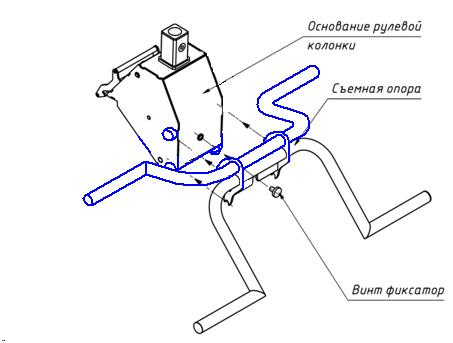 Основание рулевой
колонки
Съемная опора
Винт фиксатор